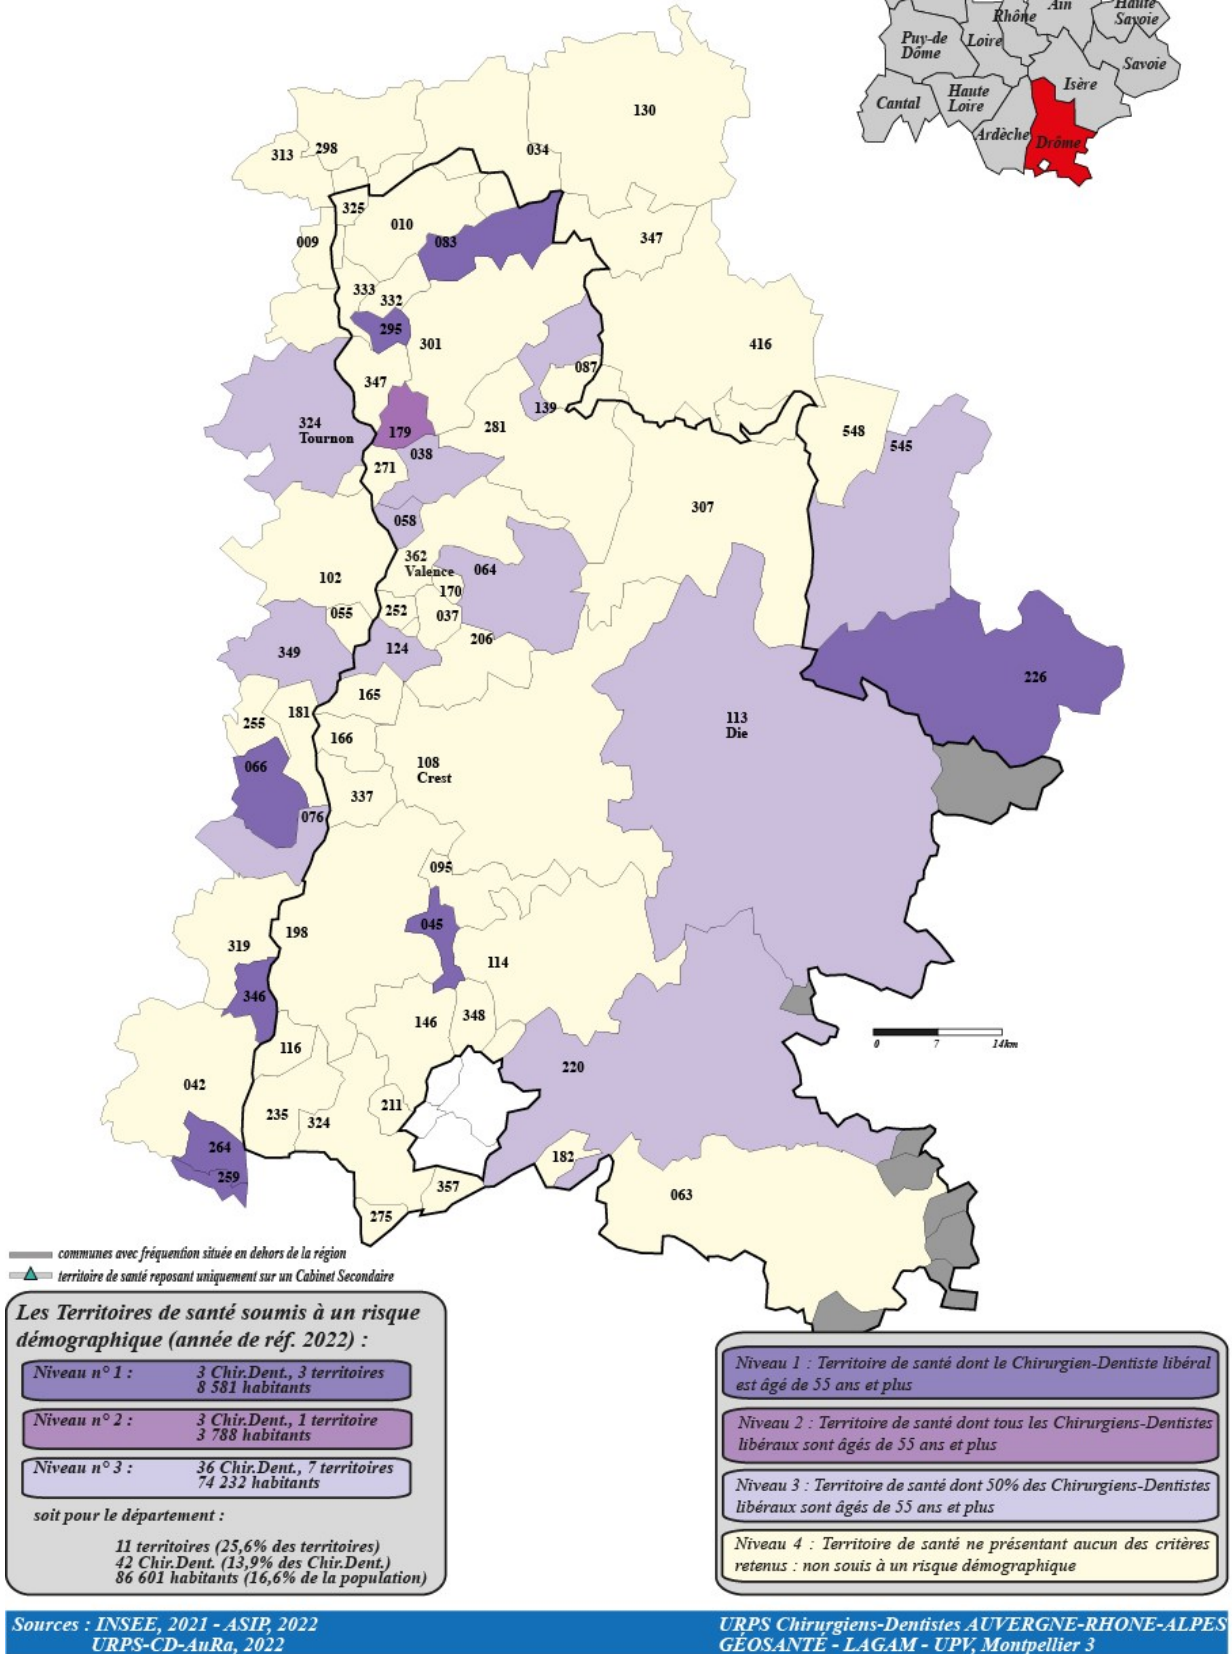 Ain
Haute
Savoie
Rhône
Puy-de
Dôme
Loire
Savoie
Isère
Cantal
Haute
Loire
Ardèche
Drôme
130
313
298
034
325
010
009
083
347
333
332
295
301
416
087
347
139
324
Tournon
281
179
548
545
038
271
307
058
362
Valence
064
102
170
055
252
037
206
349
124
226
165
181
255
113
Die
166
108
Crest
066
337
076
095
045
198
319
114
346
348
146
116
0
7
14km
220
042
211
235
324
264
182
259
357
063
275
communes avec fréquention située en dehors de la région
territoire de santé reposant uniquement sur un Cabinet Secondaire
Les Territoires de santé soumis à un risque
démographique (année de réf. 2022) :
Niveau n° 1 : 3 Chir.Dent., 3 territoires
8 581 habitants
Niveau n° 2 : 3 Chir.Dent., 1 territoire
3 788 habitants
Niveau n° 3 : 36 Chir.Dent., 7 territoires
74 232 habitants
soit pour le département :
11 territoires (25,6% des territoires)
42 Chir.Dent. (13,9% des Chir.Dent.)
86 601 habitants (16,6% de la population)
Niveau 1 : Territoire de santé dont le Chirurgien-Dentiste libéral
est âgé de 55 ans et plus
Niveau 2 : Territoire de santé dont tous les Chirurgiens-Dentistes
libéraux sont âgés de 55 ans et plus
Niveau 3 : Territoire de santé dont 50% des Chirurgiens-Dentistes
libéraux sont âgés de 55 ans et plus
Niveau 4 : Territoire de santé ne présentant aucun des critères
retenus : non souis à un risque démographique
Sources : INSEE, 2021 - ASIP, 2022
URPS-CD-AuRa, 2022
URPS Chirurgiens-Dentistes AUVERGNE-RHONE-ALPES
GÉOSANTÉ - LAGAM - UPV, Montpellier 3